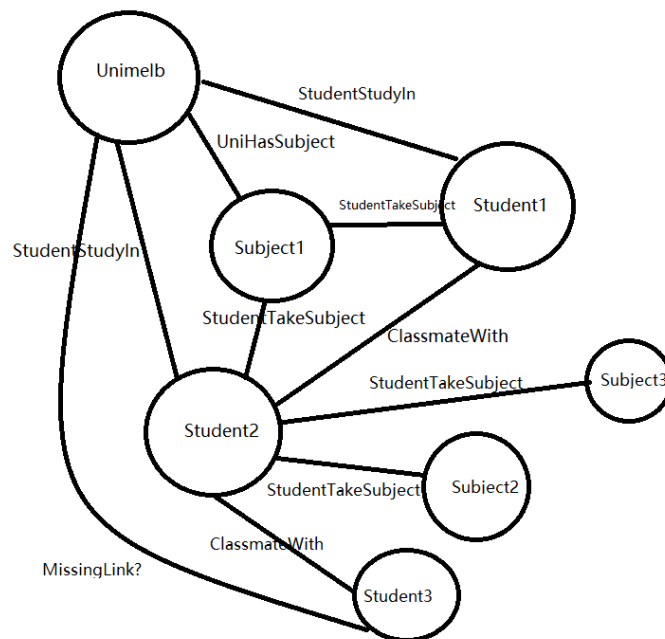 Unimelb
StudentStudyIn
UniHasSubject
StudentTakeSubject
Student1
StudentStudyIn
Subject1
StudentTakeSubject
ClassmateWith
StudentTakeSubject
Subject3
Student2
StudentTakeSubject
Subject2
ClassmateWith
MissingLink?
Student3